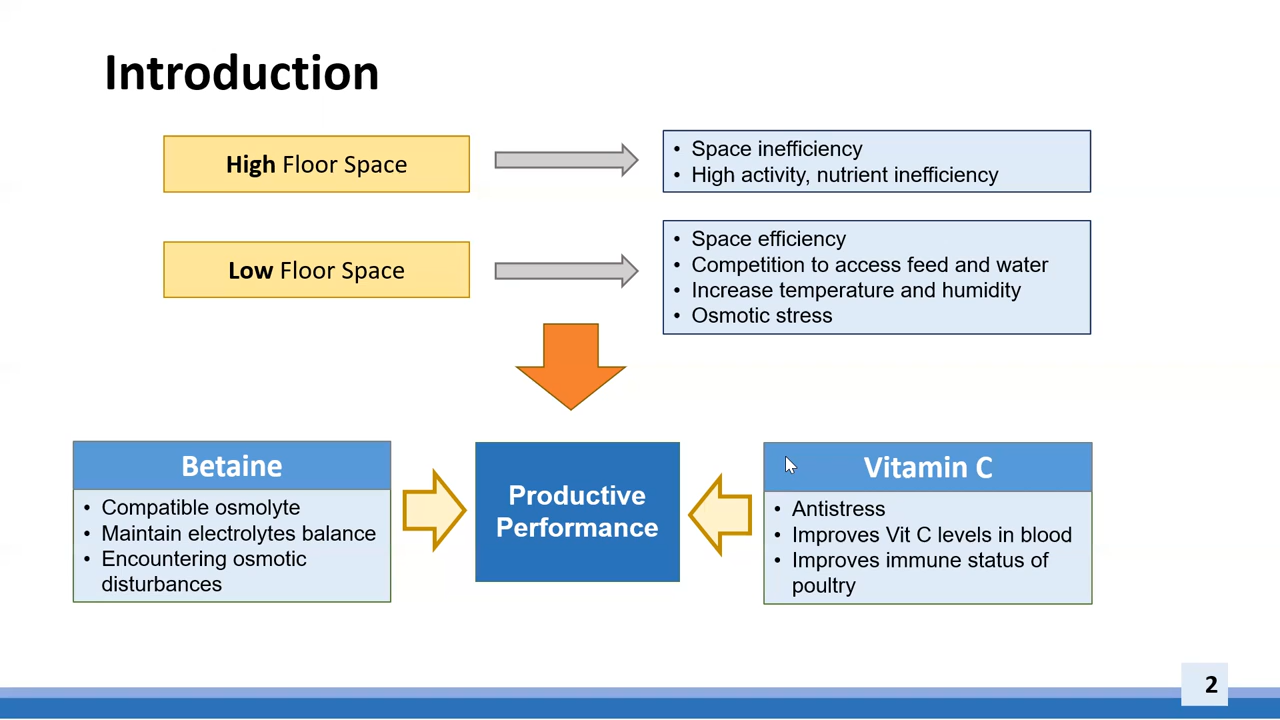 Introduction
High Floor Space
• Space inefficiency
• High activity, nutrient inefficiency
Low Floor Space
• Space efficiency
• Competition to access feed and water
• Increase temperature and humidity
• Osmotic stress
Betaine
• Compatible osmolyte
• Maintain electrolytes balance
• Encountering osmotic
disturbances
Productive
Performance
Vitamin C
• Antistress
• Improves Vit C levels in blood
• Improves immune status of
poultry
2